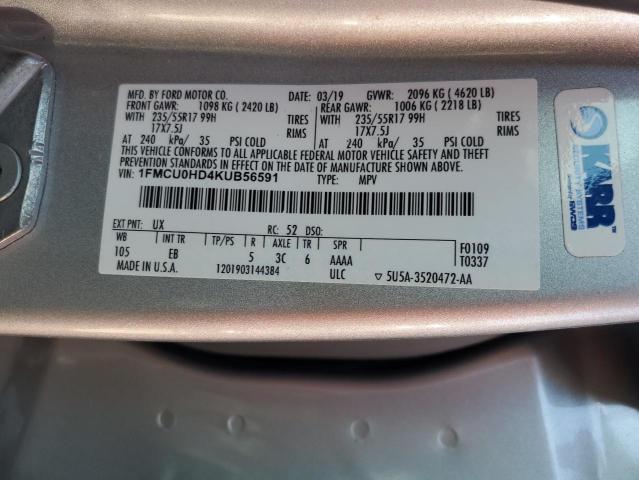 MFD. BY FORD MOTOR CO. DATE: 03/19 GVWR: 2096 KG ( 4620 LB)
FRONT GAWR: 1098 KG ( 2420 LB) REAR GAWR: 1006 KG ( 2218 LB)
WITH 235/55R17 99H TIRES WITH 235/55R17 99H TIRES
17X7.5J RIMS 17X7.5J RIMS
AT 240 kPa/ 35 PSI COLD AT 240 kPa/ 35 PSI COLD
THIS VEHICLE CONFORMS TO ALL APPLICABLE FEDERAL MOTOR VEHICLE SAFETY AND
THEFT PREVENTION STANDARDS IN EFFECT ON THE DATE OF MANUFACTURE SHOWN ABOVE.
VIN: 1FMCU0HD4KUB56591 TYPE: MPV
EXT PNT: UX RC: 52 DSO:
WB INT TR TP/PS R AXLE TR SPR F0109
105 EB 5 3C 6 AAAA T0337
MADE IN U.S.A. 1201903144384 ULC ▽ 5U5A-3520472-AA
KARR™
SECURITY SYSTEMS
SWDS